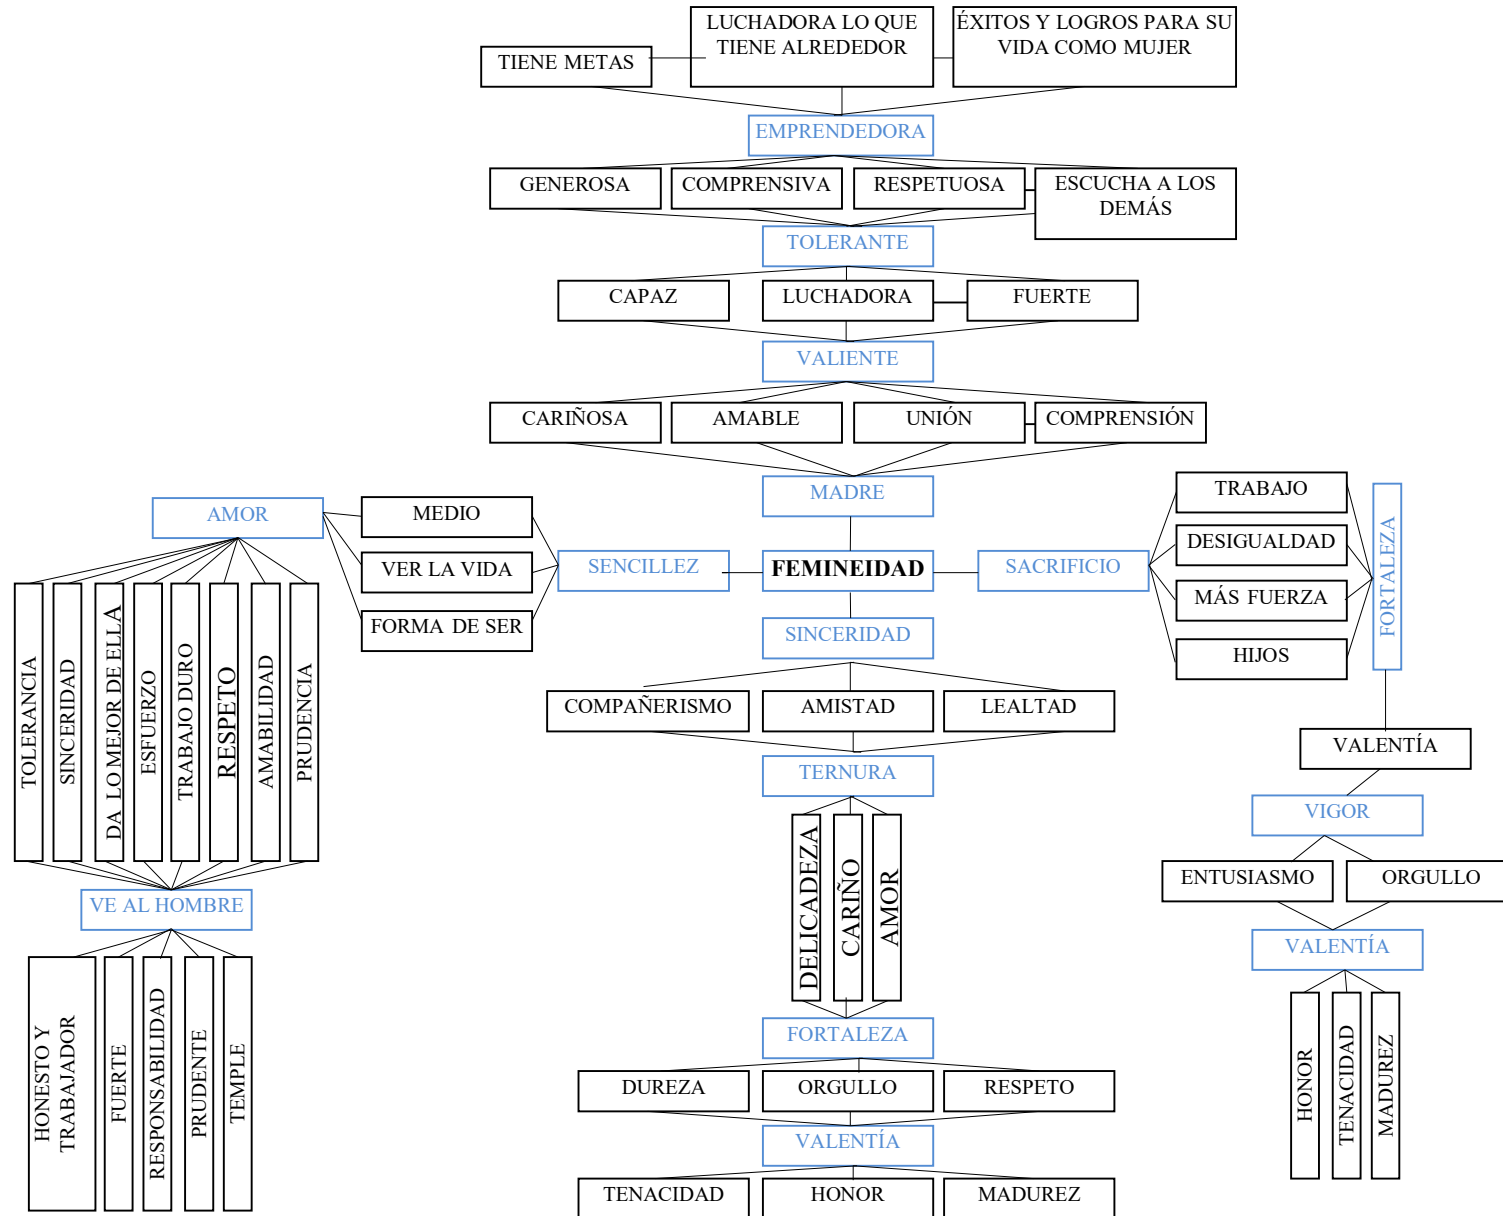 TIENE METAS
LUCHADORA LO QUE
TIENE ALREDEDOR
ÉXITOS Y LOGROS PARA SU
VIDA COMO MUJER
EMPRENDEDORA
GENEROSA
COMPRENSIVA
RESPETUOSA
ESCUCHA A LOS
DEMÁS
TOLERANTE
CAPAZ
LUCHADORA
FUERTE
VALIENTE
CARIÑOSA
AMABLE
UNIÓN
COMPRENSIÓN
MADRE
AMOR
MEDIO
VER LA VIDA
FORMA DE SER
SENCILLEZ
FEMINEIDAD
SACRIFICIO
TRABAJO
DESIGUALDAD
MÁS FUERZA
HIJOS
FORTALEZA
SINCERIDAD
COMPAÑERISMO
AMISTAD
LEALTAD
TERNURA
TOLERANCIA
SINCERIDAD
DA LO MEJOR DE ELLA
ESFUERZO
TRABAJO DURO
RESPETO
AMABILIDAD
PRUDENCIA
VE AL HOMBRE
HONESTO Y
TRABAJADOR
FUERTE
RESPONSABILIDAD
PRUDENTE
TEMPLE
DELICADEZA
CARIÑO
AMOR
FORTALEZA
DUREZA
ORGULLO
RESPETO
VALENTÍA
TENACIDAD
HONOR
MADUREZ
VALENTÍA
VIGOR
ENTUSIASMO
ORGULLO
VALENTÍA
HONOR
TENACIDAD
MADUREZ